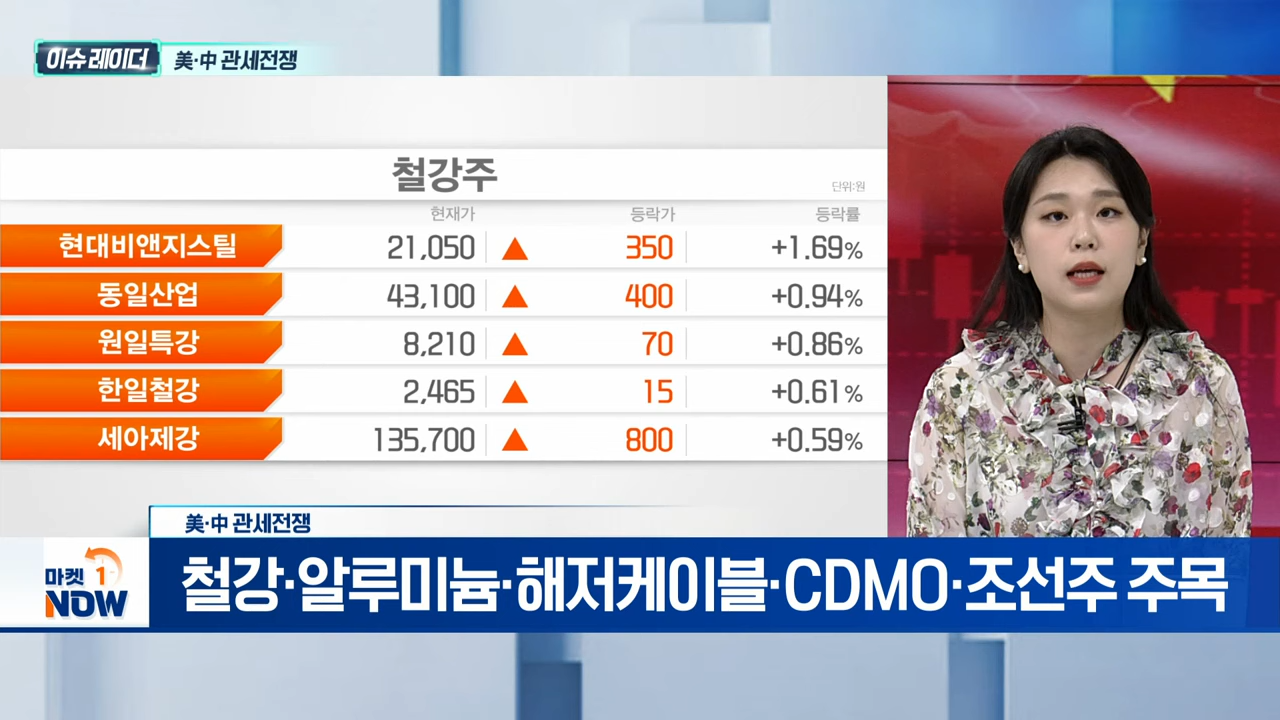 이슈 레이더 美·中 관세전쟁
철강주
단위:원
현재가 등락가 등락률
현대비앤지스틸 21,050 ▲ 350 +1.69%
동일산업 43,100 ▲ 400 +0.94%
원일특강 8,210 ▲ 70 +0.86%
한일철강 2,465 ▲ 15 +0.61%
세아제강 135,700 ▲ 800 +0.59%
美·中 관세전쟁
마켓 1
NOW
철강·알루미늄·해저케이블·CDMO·조선주 주목